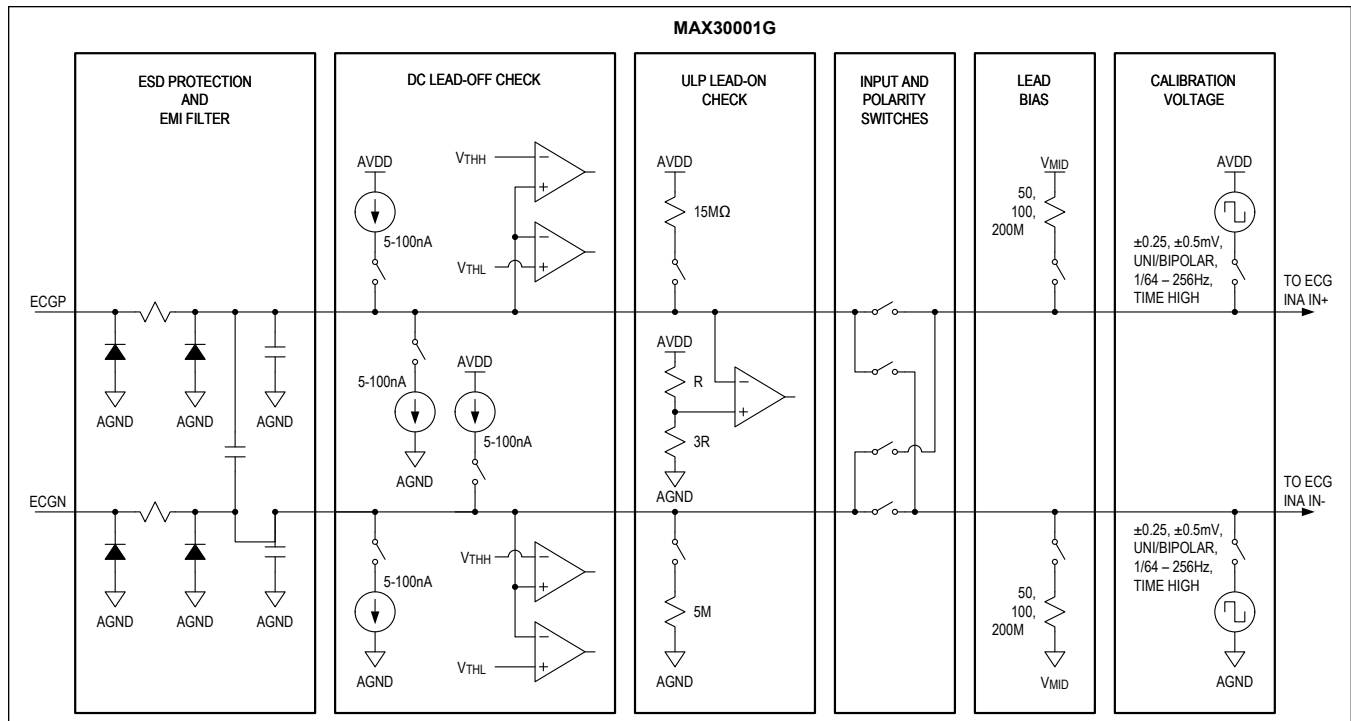 MAX30001G
ESD PROTECTION
AND
EMI FILTER
ECGP
AGND
AGND
AGND
ECGN
AGND
AGND
AGND
DC LEAD-OFF CHECK
AVDD
5-100nA
VTHH
VTHL
5-100nA
AGND
AVDD
5-100nA
5-100nA
AGND
VTHH
VTHL
ULP LEAD-ON
CHECK
AVDD
15MΩ
AVDD
R
3R
AGND
5M
AGND
INPUT AND
POLARITY
SWITCHES
LEAD
BIAS
VMID
50,
100,
200M
50,
100,
200M
VMID
CALIBRATION
VOLTAGE
AVDD
±0.25, ±0.5mV,
UNI/BIPOLAR,
1/64 – 256Hz,
TIME HIGH
±0.25, ±0.5mV,
UNI/BIPOLAR,
1/64 – 256Hz,
TIME HIGH
AGND
TO ECG
INA IN+
TO ECG
INA IN-